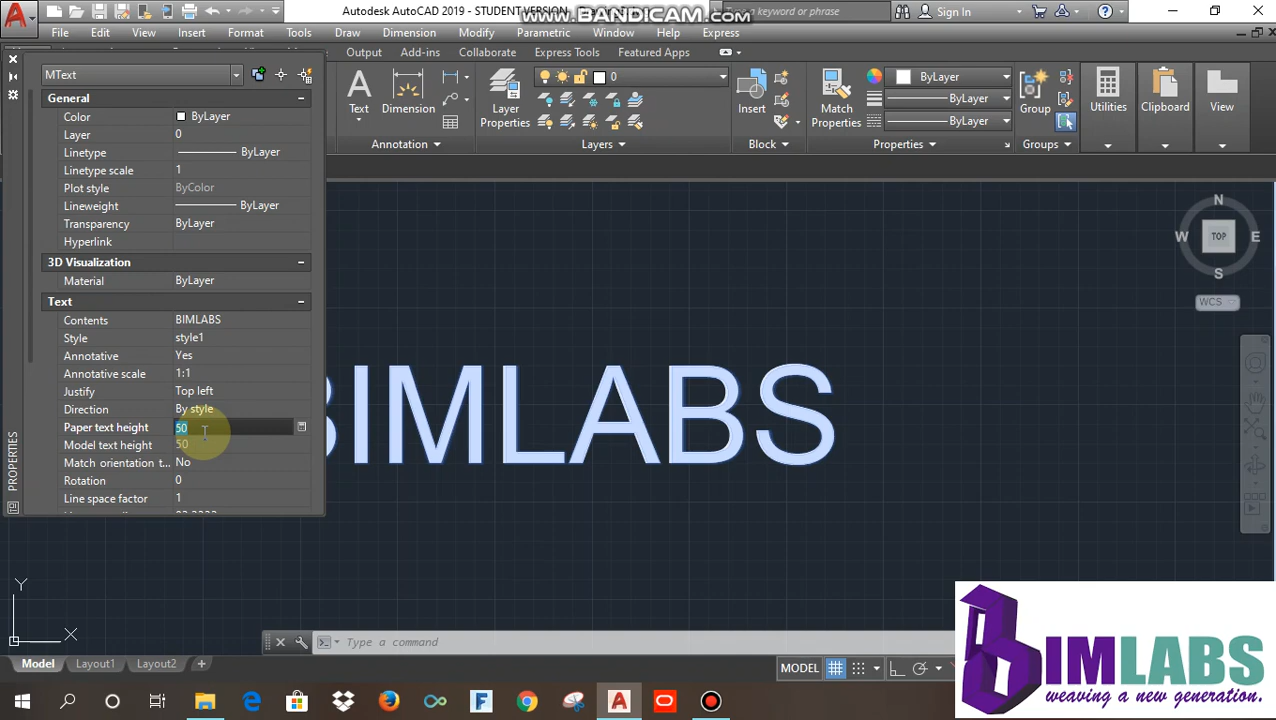 Autodesk AutoCAD 2019 - STUDENT VERSION
www.BANDICAM.com
Type a keyword or phrase
Sign In
File Edit View Insert Format Tools Draw Dimension Modify Parametric Window Help Express
Output Add-ins Collaborate Express Tools Featured Apps
MText
General
Color ByLayer
Layer 0
Linetype ByLayer
Linetype scale 1
Plot style ByColor
Lineweight ByLayer
Transparency ByLayer
Hyperlink
3D Visualization
Material ByLayer
Text
Contents BIMLABS
Style style1
Annotative Yes
Annotative scale 1:1
Justify Top left
Direction By style
Paper text height 50
Model text height 50
Match orientation t... No
Rotation 0
Line space factor 1
PROPERTIES
Text
Dimension
Annotation
Layer
Properties
0
Layers
Insert
Block
Match
Properties
ByLayer
ByLayer
ByLayer
Properties
Group
Groups
Utilities
Clipboard
View
BIMLABS
N
W TOP E
S
WCS
Y
X
Type a command
Model Layout1 Layout2 +
MODEL
BIMLABS
weaving a new generation.